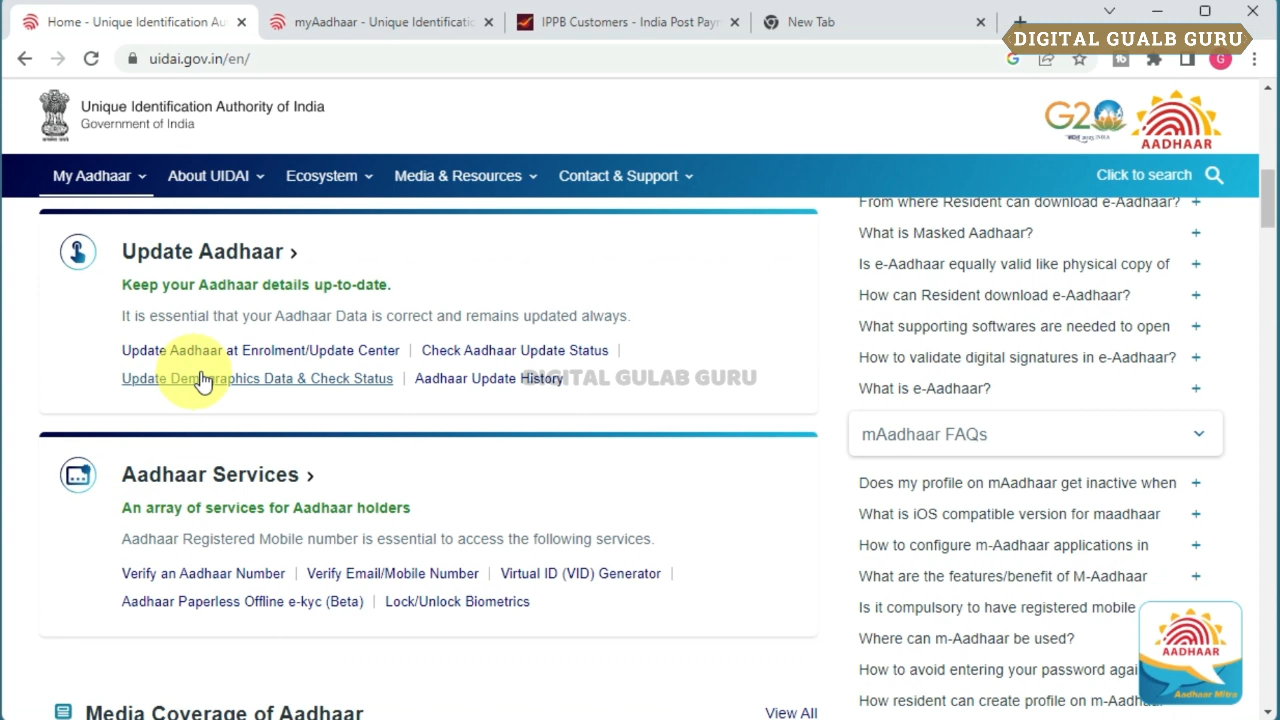 Home - Unique Identification Au
myAadhaar - Unique Identificatio
IPPB Customers - India Post Paym
New Tab
DIGITAL GUALB GURU
uidai.gov.in/en/
G
Unique Identification Authority of India
Government of India
G20
AADHAAR
My Aadhaar
About UIDAI
Ecosystem
Media & Resources
Contact & Support
Click to search
Update Aadhaar ›
Keep your Aadhaar details up-to-date.
It is essential that your Aadhaar Data is correct and remains updated always.
Update Aadhaar at Enrolment/Update Center | Check Aadhaar Update Status |
Update Demographics Data & Check Status | Aadhaar Update History
DIGITAL GULAB GURU
Aadhaar Services ›
An array of services for Aadhaar holders
Aadhaar Registered Mobile number is essential to access the following services.
Verify an Aadhaar Number | Verify Email/Mobile Number | Virtual ID (VID) Generator |
Aadhaar Paperless Offline e-kyc (Beta) | Lock/Unlock Biometrics
Media Coverage of Aadhaar
View All
From where Resident can download e-Aadhaar? +
What is Masked Aadhaar? +
Is e-Aadhaar equally valid like physical copy of +
How can Resident download e-Aadhaar? +
What supporting softwares are needed to open +
How to validate digital signatures in e-Aadhaar? +
What is e-Aadhaar? +
mAadhaar FAQs
Does my profile on mAadhaar get inactive when +
What is iOS compatible version for maadhaar +
How to configure m-Aadhaar applications in +
What are the features/benefit of M-Aadhaar +
Is it compulsory to have registered mobile
Where can m-Aadhaar be used?
How to avoid entering your password agai
How resident can create profile on m-Aadhaa
AADHAAR
Aadhaar Mitra